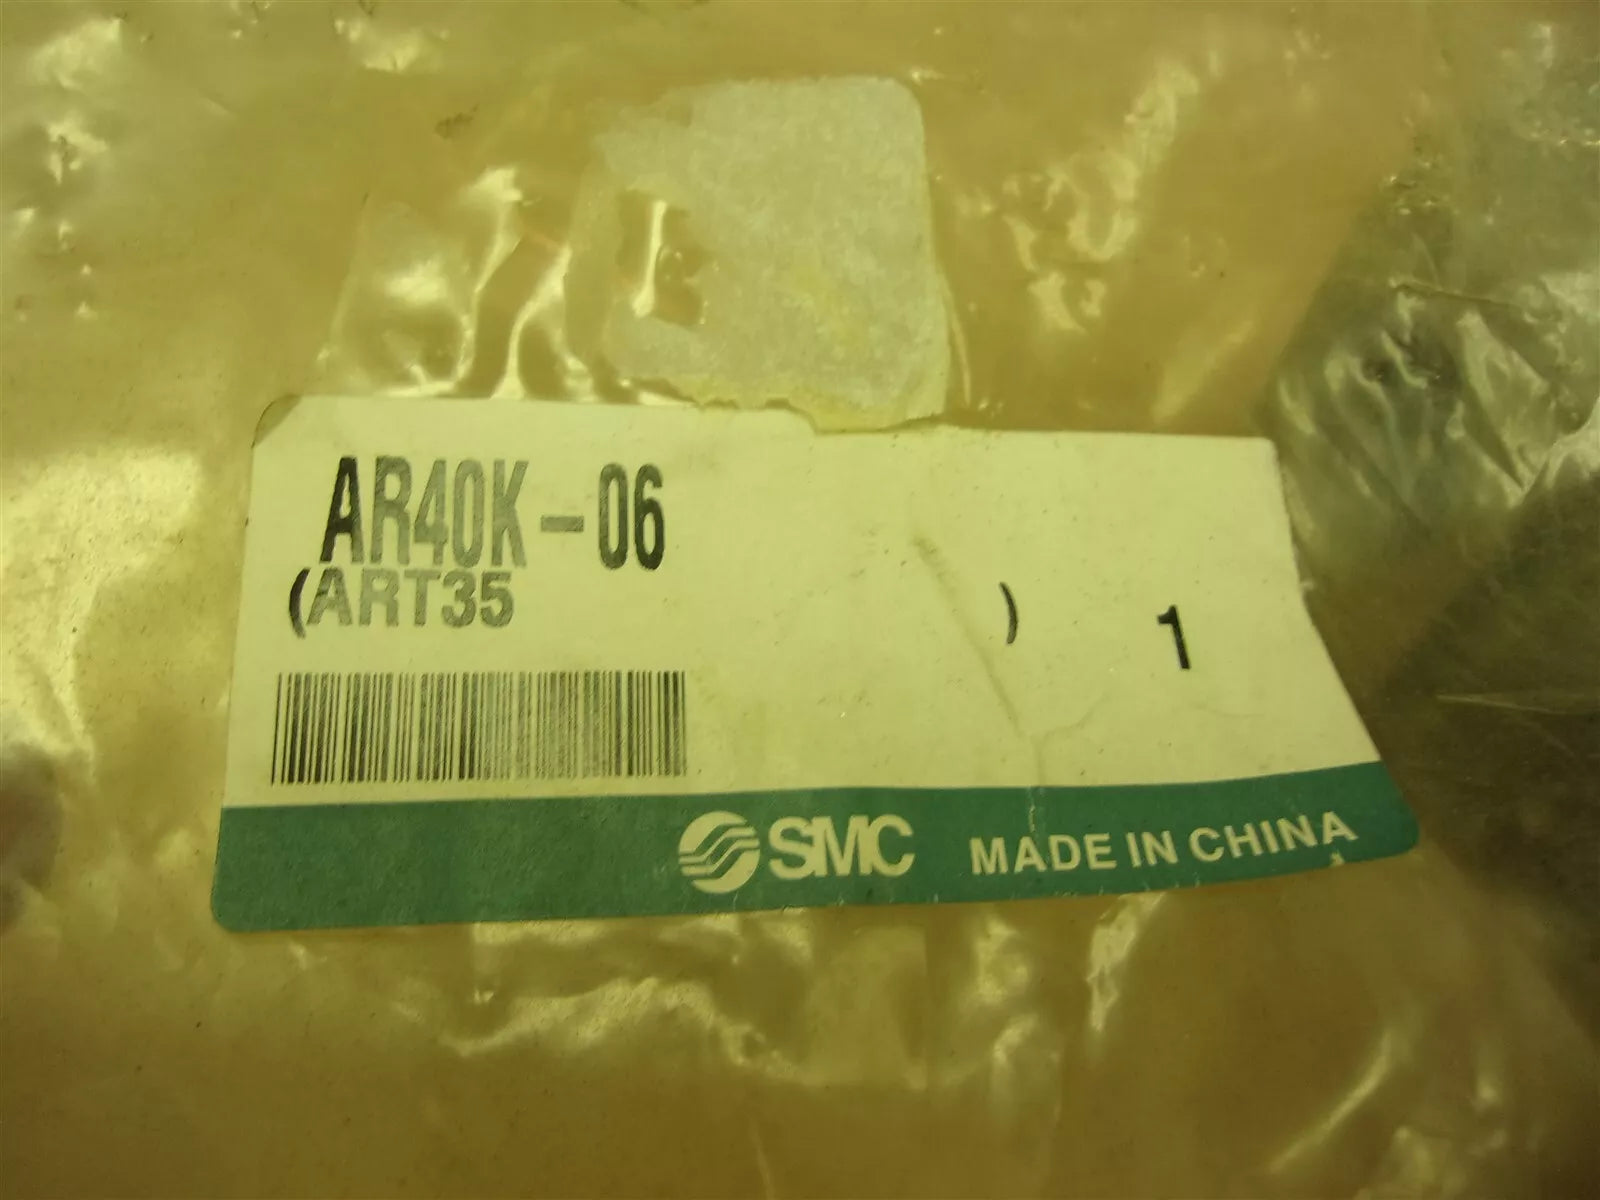 AR40K-06
(ART35 ) 1
SMC MADE IN CHINA